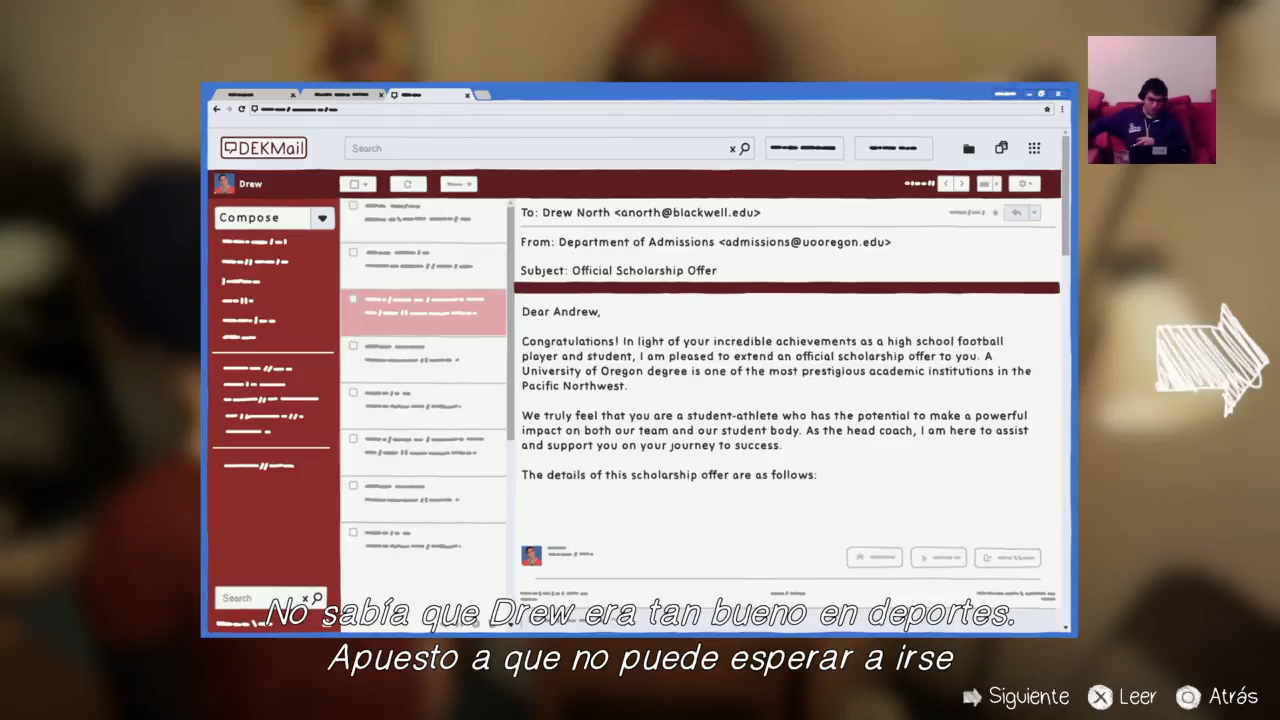 DEKMail
Search
Drew
Compose
To: Drew North <anorth@blackwell.edu>
From: Department of Admissions <admissions@uooregon.edu>
Subject: Official Scholarship Offer
Dear Andrew,
Congratulations! In light of your incredible achievements as a high school football
player and student, I am pleased to extend an official scholarship offer to you. A
University of Oregon degree is one of the most prestigious academic institutions in the
Pacific Northwest.
We truly feel that you are a student-athlete who has the potential to make a powerful
impact on both our team and our student body. As the head coach, I am here to assist
and support you on your journey to success.
The details of this scholarship offer are as follows:
Search
No sabía que Drew era tan bueno en deportes.
Apuesto a que no puede esperar a irse
Siguiente
Leer
Atrás